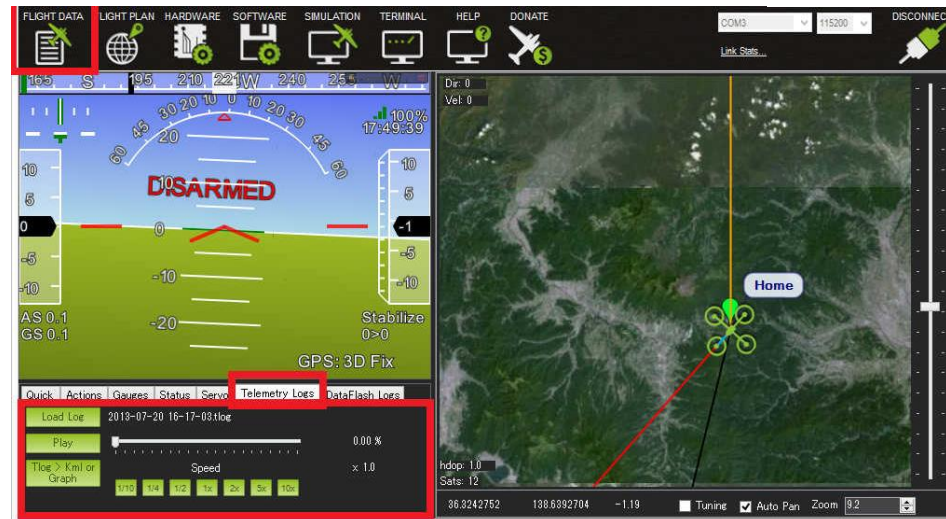 FLIGHT DATA
LIGHT PLAN
HARDWARE
SOFTWARE
SIMULATION
TERMINAL
HELP
DONATE
COM3
115200
DISCONNEC
Link Stats...
165 S 195 210 221W 240 255 W
Dir: 0
Vel: 0
60 45 30 20 10 0 10 20 30 45 60
100%
17:49:39
20
DISARMED
10
0
-10
-20
10
5
0
-5
-10
10
5
-1
-5
-10
AS 0.1
GS 0.1
Stabilize
0>0
GPS: 3D Fix
Home
Quick Actions Gauges Status Servo Telemetry Logs DataFlash Logs
Load Log
2013-07-20 16-17-03.tlog
Play
0.00 %
Tlog > Kml or
Graph
Speed
x 1.0
1/10 1/4 1/2 1x 2x 5x 10x
hdop: 1.0
Sats: 12
36.3242752 138.6392704 -1.19 Tuning Auto Pan Zoom 9.2